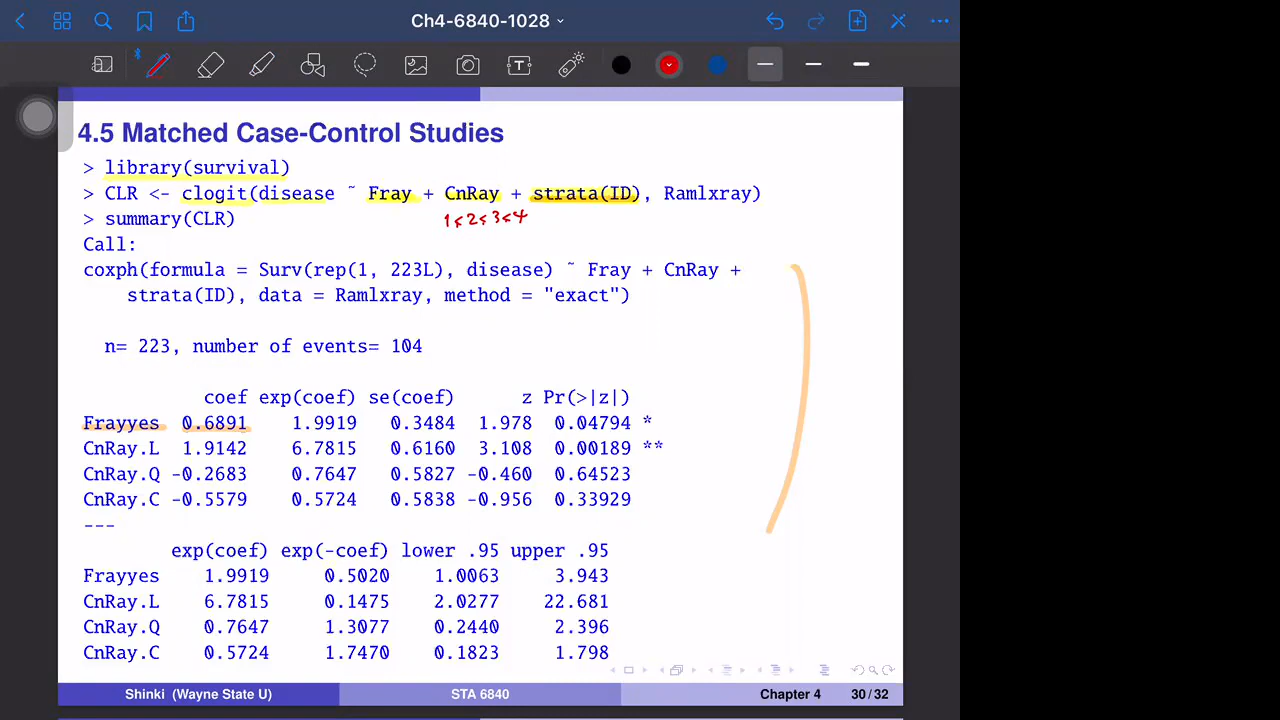 Ch4-6840-1028
4.5 Matched Case-Control Studies
> library(survival)
> CLR <- clogit(disease ~ Fray + CnRay + strata(ID), Ramlxray)
> summary(CLR)
1<2<3<4
Call:
coxph(formula = Surv(rep(1, 223L), disease) ~ Fray + CnRay +
strata(ID), data = Ramlxray, method = "exact")
n= 223, number of events= 104
coef exp(coef) se(coef) z Pr(>|z|)
Frayyes 0.6891 1.9919 0.3484 1.978 0.04794 *
CnRay.L 1.9142 6.7815 0.6160 3.108 0.00189 **
CnRay.Q -0.2683 0.7647 0.5827 -0.460 0.64523
CnRay.C -0.5579 0.5724 0.5838 -0.956 0.33929
---
exp(coef) exp(-coef) lower .95 upper .95
Frayyes 1.9919 0.5020 1.0063 3.943
CnRay.L 6.7815 0.1475 2.0277 22.681
CnRay.Q 0.7647 1.3077 0.2440 2.396
CnRay.C 0.5724 1.7470 0.1823 1.798
Shinki (Wayne State U) STA 6840 Chapter 4 30/32